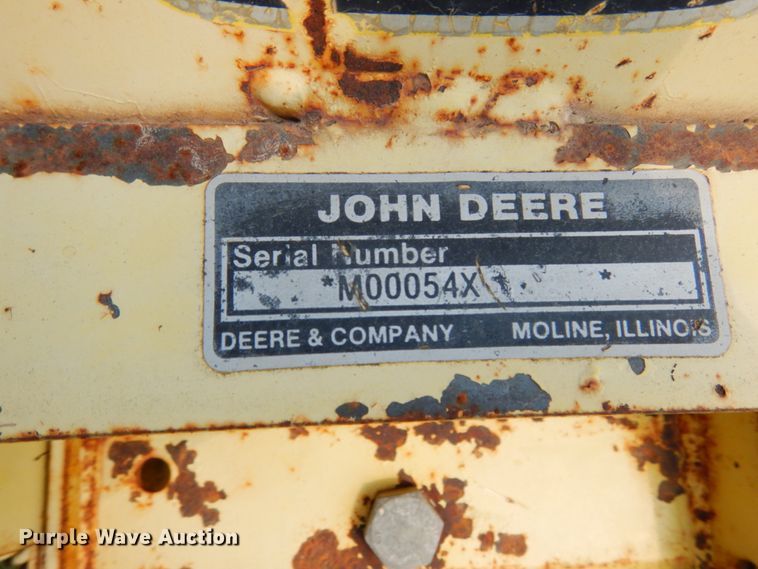 JOHN DEERE
Serial Number
*M00054X *
DEERE & COMPANY MOLINE, ILLINOIS
Purple Wave Auction